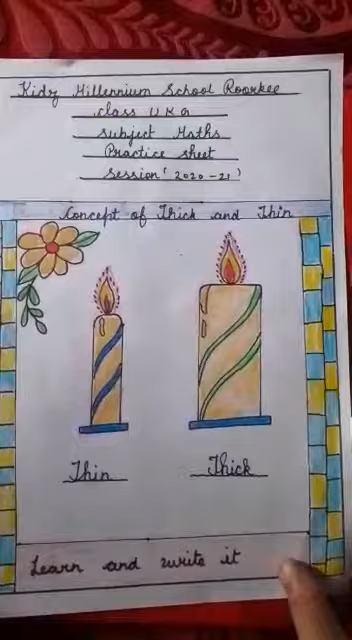 Kidz Millennium School Roorkee
Class U K G
Subject Maths
Practice sheet
Session (2020-21)
Concept of Thick and Thin
Thin
Thick
Learn and write it